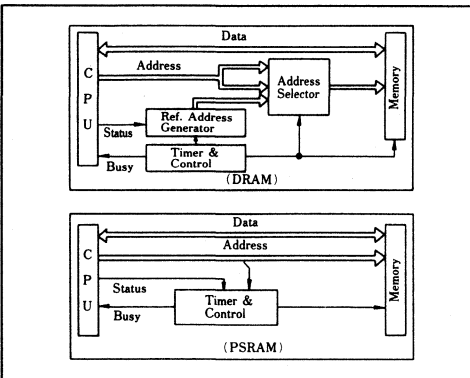 Data
C
P
U
Address
Address
Selector
Memory
Ref. Address
Generator
Status
Timer &
Control
Busy
(DRAM)
Data
C
P
U
Address
Memory
Status
Timer &
Control
Busy
(PSRAM)